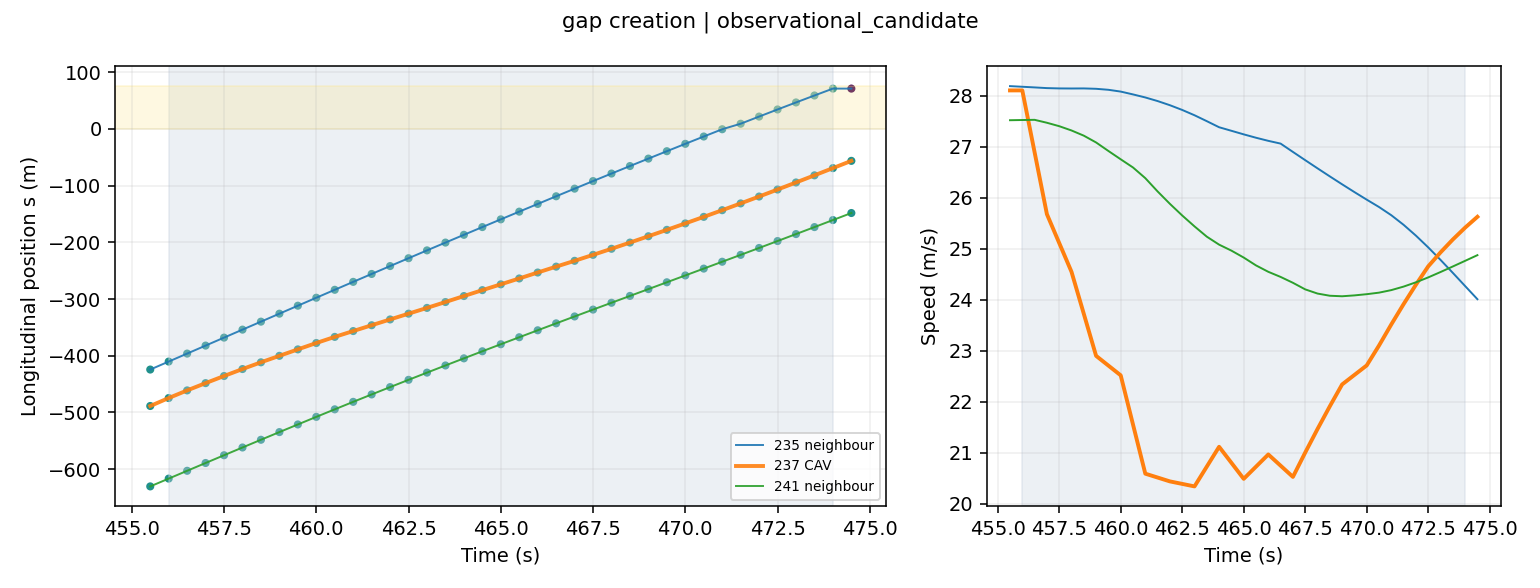 gap creation | observational_candidate
Longitudinal position s (m)
100
0
−100
−200
−300
−400
−500
−600
455.0 457.5 460.0 462.5 465.0 467.5 470.0 472.5 475.0
Time (s)
235 neighbour
237 CAV
241 neighbour
Speed (m/s)
28
27
26
25
24
23
22
21
20
455.0 457.5 460.0 462.5 465.0 467.5 470.0 472.5 475.0
Time (s)